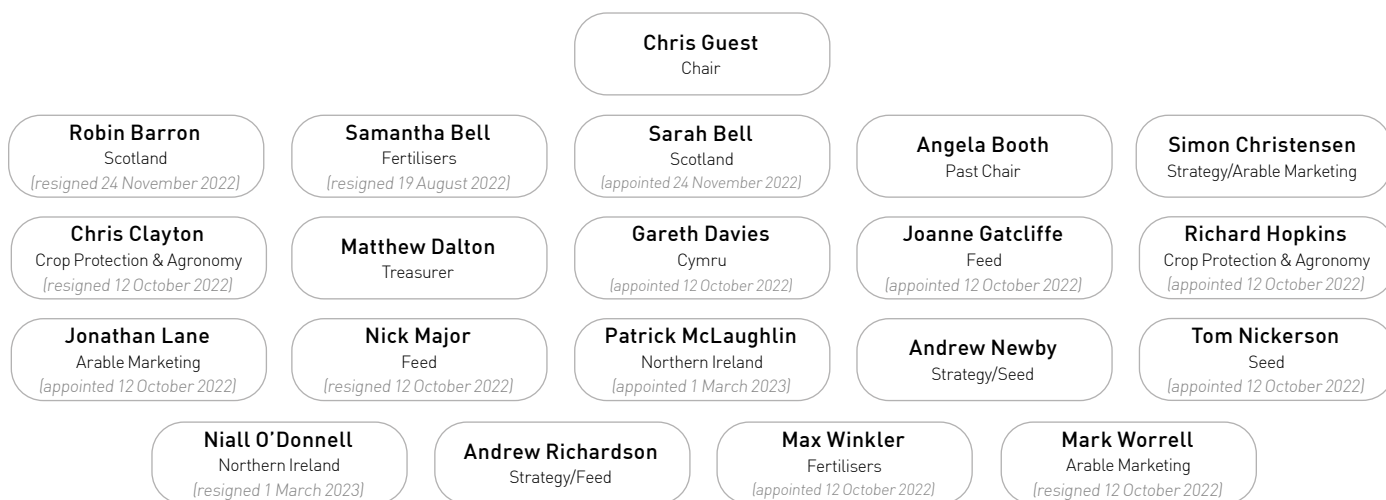 Chris Guest
Chair
Robin Barron
Scotland
(resigned 24 November 2022)
Samantha Bell
Fertilisers
(resigned 19 August 2022)
Sarah Bell
Scotland
(appointed 24 November 2022)
Angela Booth
Past Chair
Simon Christensen
Strategy/Arable Marketing
Chris Clayton
Crop Protection & Agronomy
(resigned 12 October 2022)
Matthew Dalton
Treasurer
Gareth Davies
Cymru
(appointed 12 October 2022)
Joanne Gatcliffe
Feed
(appointed 12 October 2022)
Richard Hopkins
Crop Protection & Agronomy
(appointed 12 October 2022)
Jonathan Lane
Arable Marketing
(appointed 12 October 2022)
Nick Major
Feed
(resigned 12 October 2022)
Patrick McLaughlin
Northern Ireland
(appointed 1 March 2023)
Andrew Newby
Strategy/Seed
Tom Nickerson
Seed
(appointed 12 October 2022)
Niall O’Donnell
Northern Ireland
(resigned 1 March 2023)
Andrew Richardson
Strategy/Feed
Max Winkler
Fertilisers
(appointed 12 October 2022)
Mark Worrell
Arable Marketing
(resigned 12 October 2022)